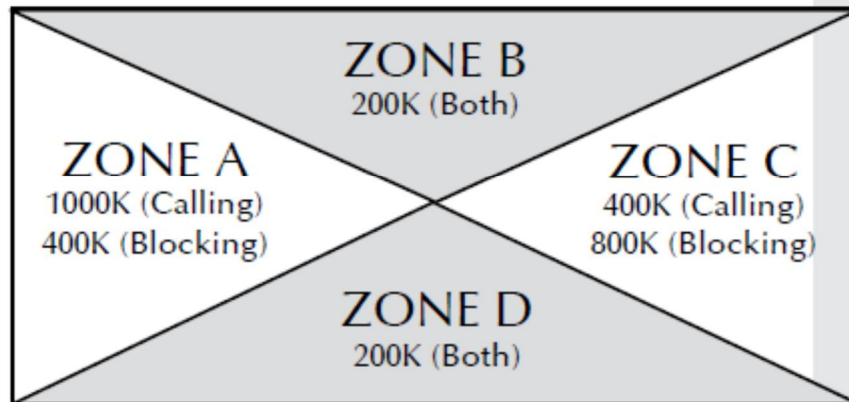 ZONE B
200K (Both)
ZONE A
1000K (Calling)
400K (Blocking)
ZONE C
400K (Calling)
800K (Blocking)
ZONE D
200K (Both)